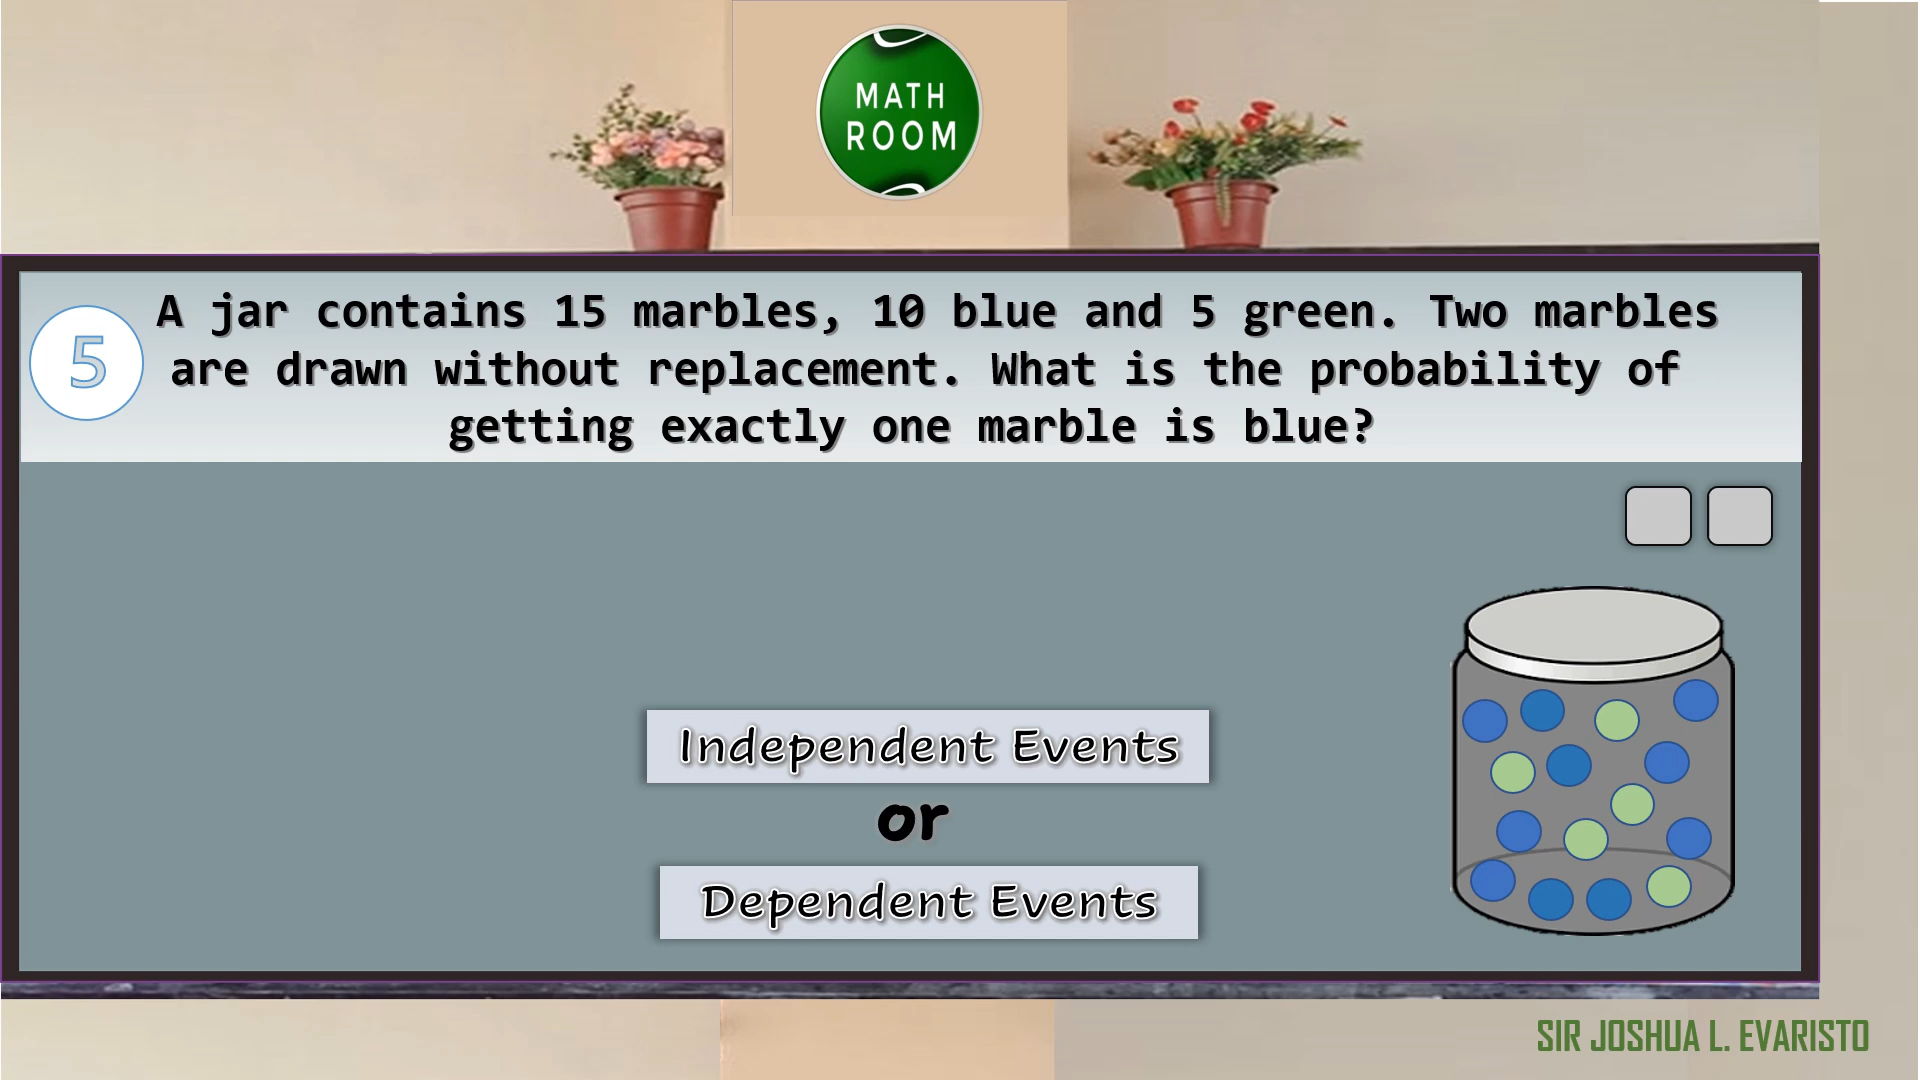 MATH
ROOM
5
A jar contains 15 marbles, 10 blue and 5 green. Two marbles
are drawn without replacement. What is the probability of
getting exactly one marble is blue?
Independent Events
or
Dependent Events
SIR JOSHUA L. EVARISTO